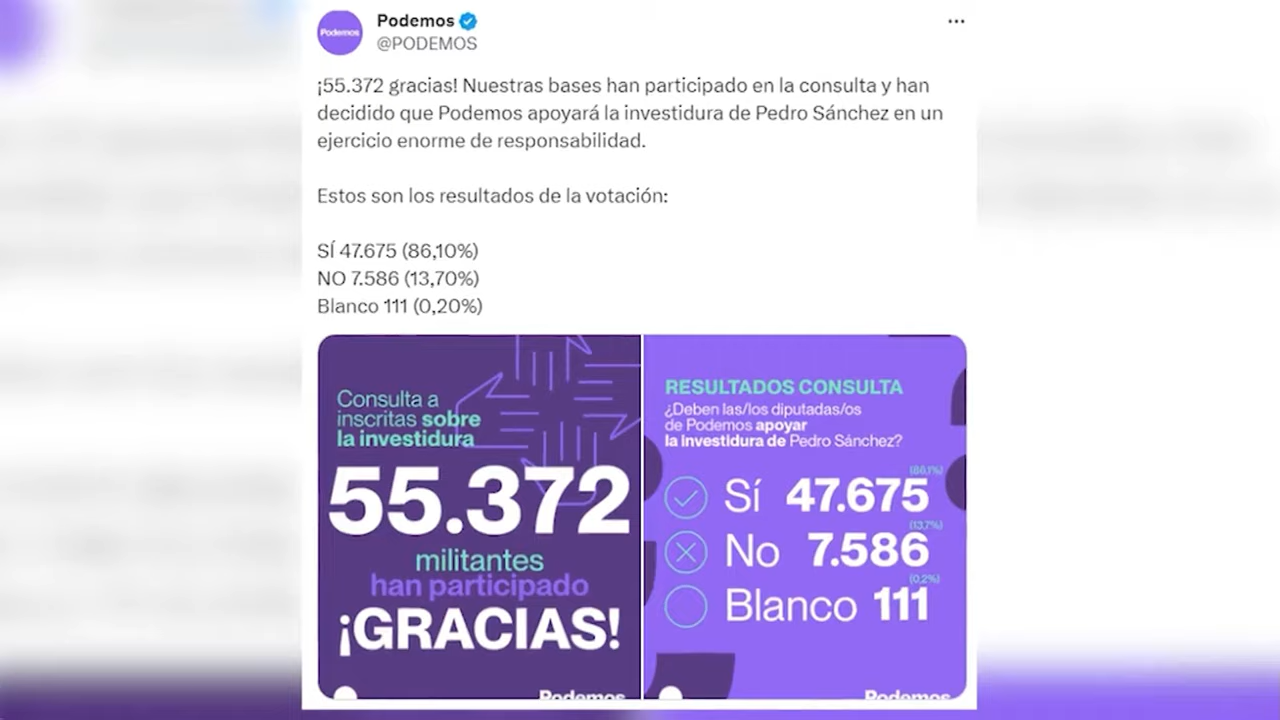 Podemos
Podemos
@PODEMOS
¡55.372 gracias! Nuestras bases han participado en la consulta y han
decidido que Podemos apoyará la investidura de Pedro Sánchez en un
ejercicio enorme de responsabilidad.
Estos son los resultados de la votación:
SÍ 47.675 (86,10%)
NO 7.586 (13,70%)
Blanco 111 (0,20%)
Consulta a
inscritas sobre
la investidura
55.372
militantes
han participado
¡GRACIAS!
Podemos
RESULTADOS CONSULTA
¿Deben las/los diputadas/os
de Podemos apoyar
la investidura de Pedro Sánchez?
(86,1%)
Sí 47.675
(13,7%)
No 7.586
(0,2%)
Blanco 111
Podemos